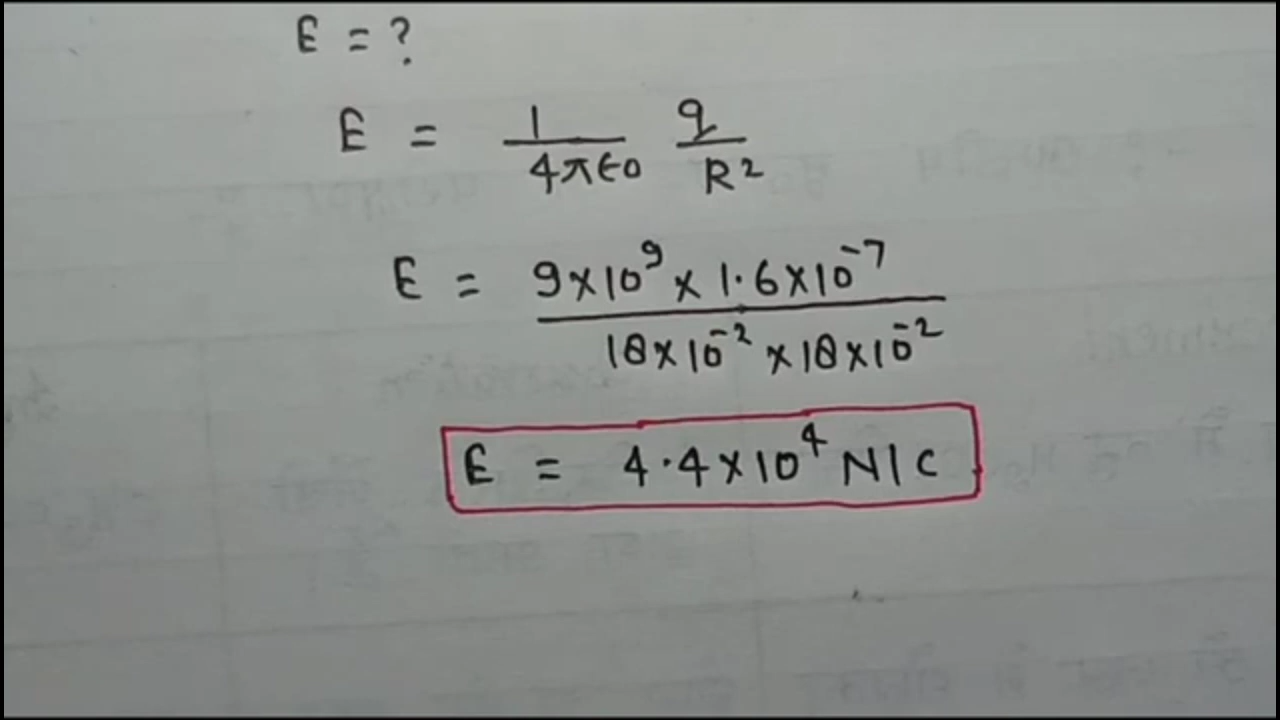 E = ?
E = 1/4πε0 q/R²
E = 9×10⁹ × 1.6×10⁻⁷ / 18×10⁻² × 18×10⁻²
E = 4.4×10⁴ N/C